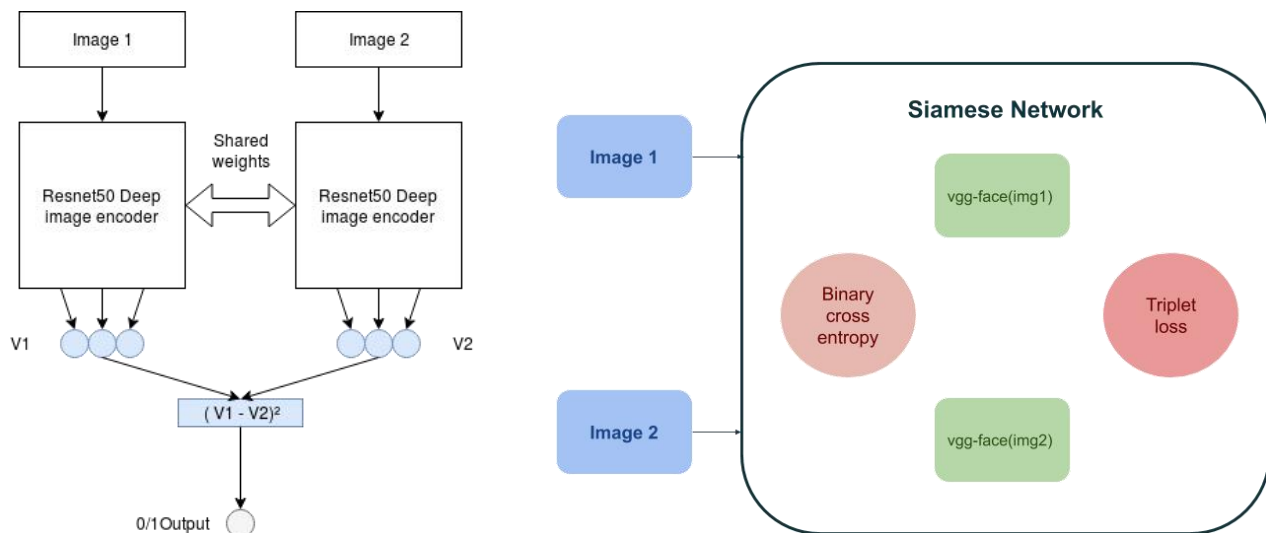 Image 1
Image 2
Shared
weights
Resnet50 Deep
image encoder
Resnet50 Deep
image encoder
V1
V2
( V1 - V2)²
0/1Output
Siamese Network
Image 1
vgg-face(img1)
Binary
cross
entropy
Triplet
loss
Image 2
vgg-face(img2)